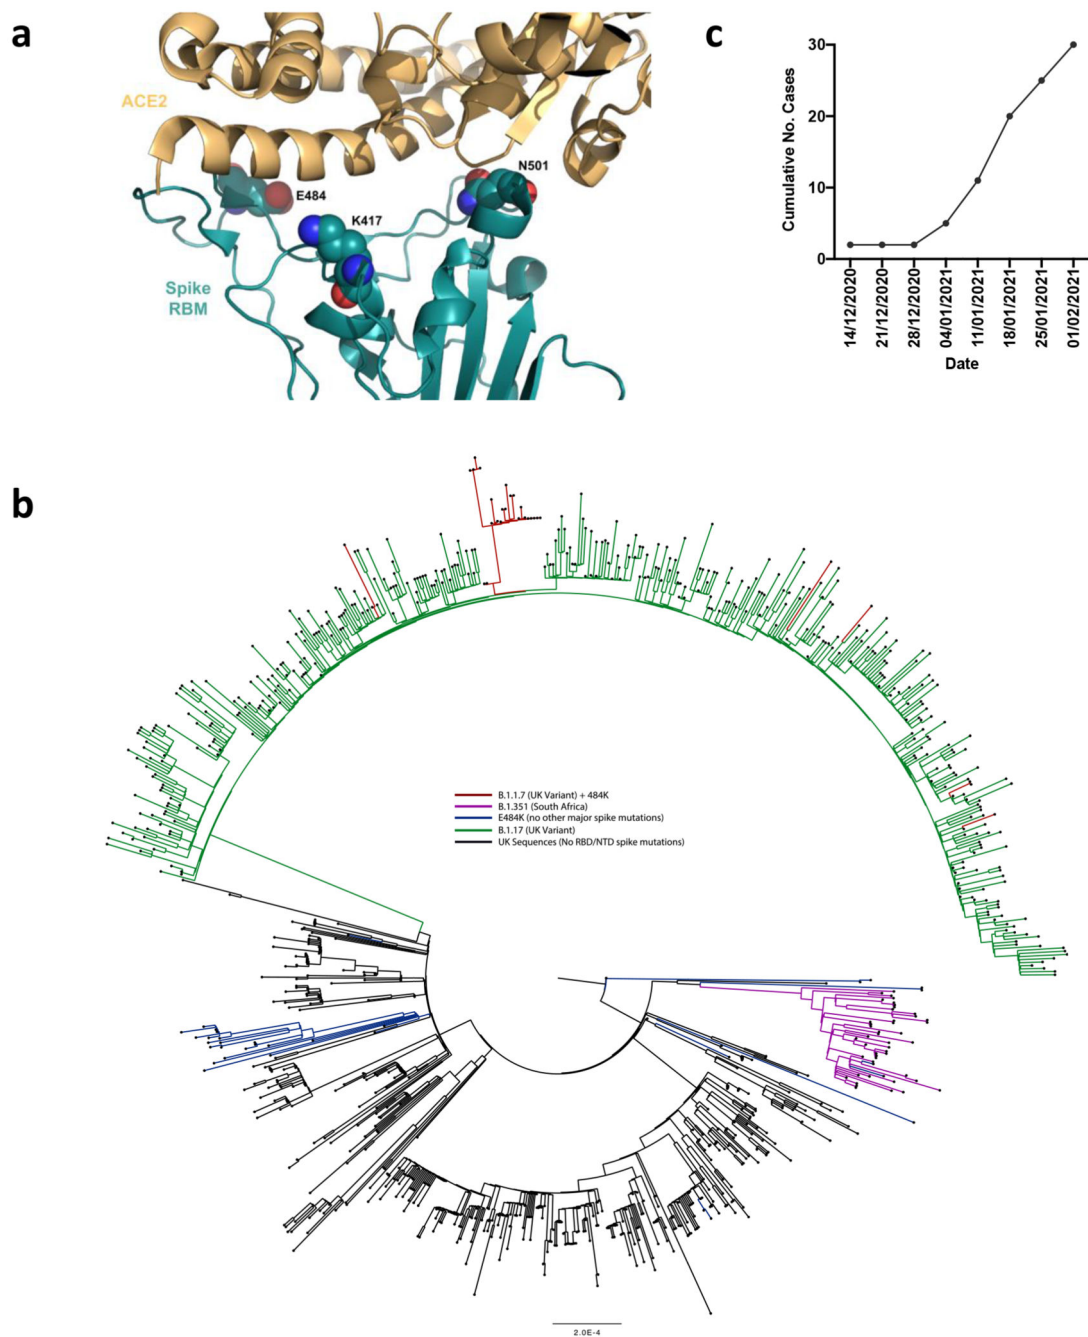 a
ACE2
E484
K417
N501
Spike
RBM
c
Cumulative No. Cases
30
20
10
0
14/12/2020
21/12/2020
28/12/2020
04/01/2021
11/01/2021
18/01/2021
25/01/2021
01/02/2021
Date
b
B.1.1.7 (UK Variant) + 484K
B.1.351 (South Africa)
E484K (no other major spike mutations)
B.1.17 (UK Variant)
UK Sequences (No RBD/NTD spike mutations)
2.0E-4